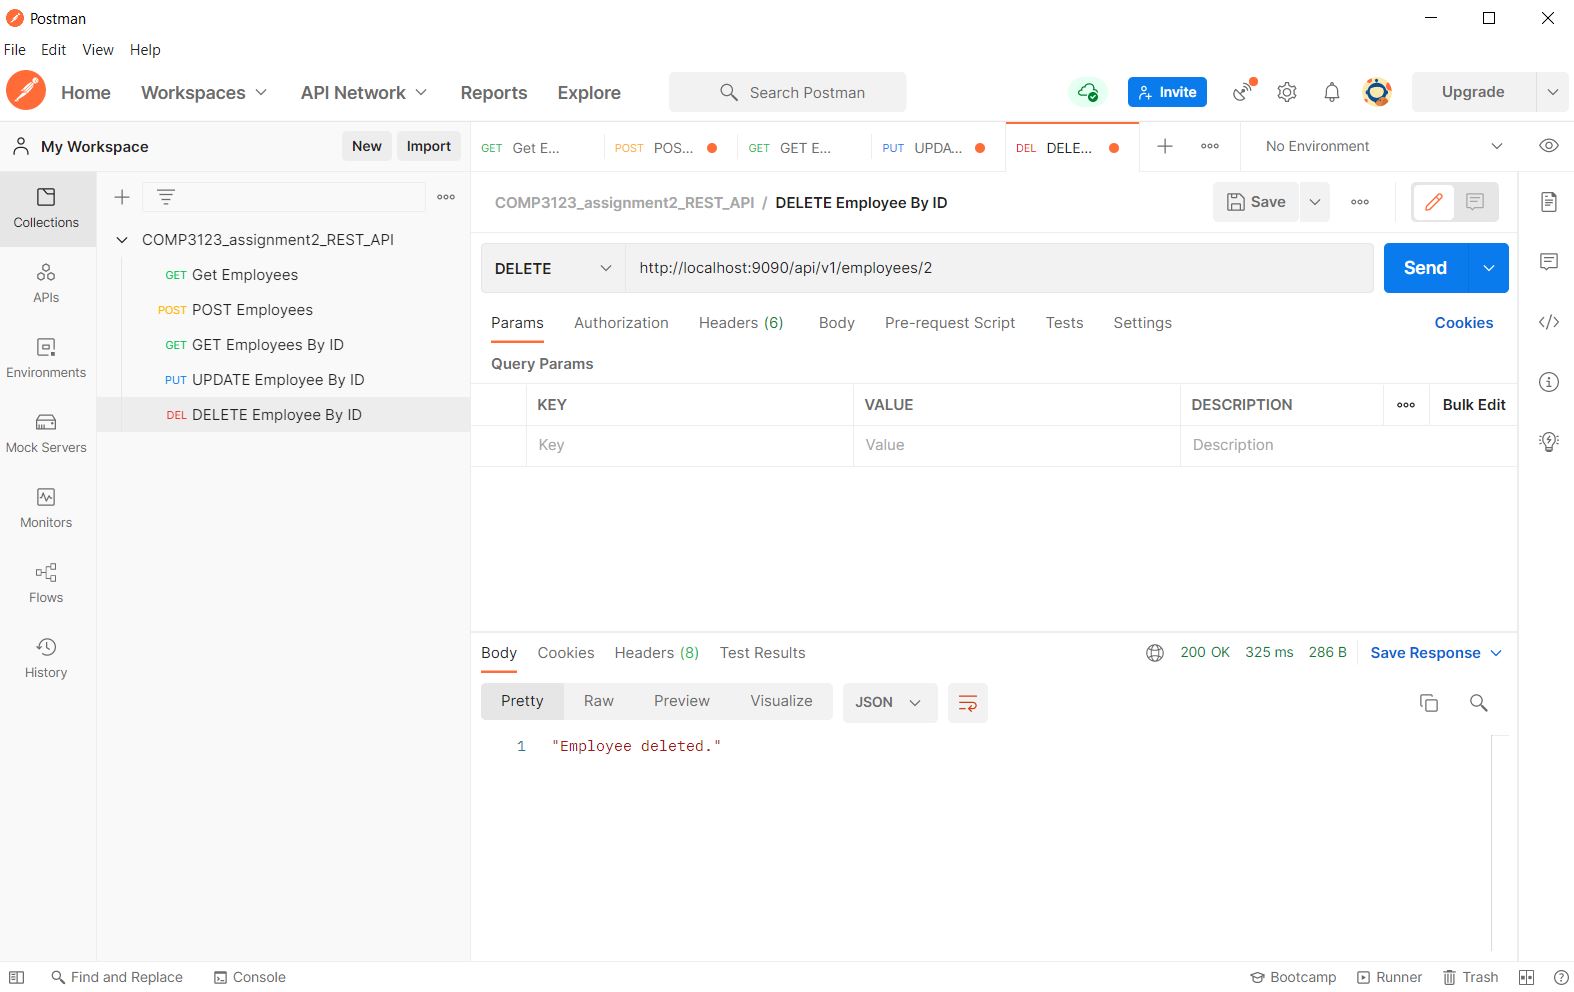 Postman
File Edit View Help
Home Workspaces API Network Reports Explore Search Postman Invite Upgrade
My Workspace New Import
GET Get E... POST POS... GET GET E... PUT UPDA... DEL DELE... No Environment
Collections
APIs
Environments
Mock Servers
Monitors
Flows
History
COMP3123_assignment2_REST_API
GET Get Employees
POST POST Employees
GET GET Employees By ID
PUT UPDATE Employee By ID
DEL DELETE Employee By ID
COMP3123_assignment2_REST_API / DELETE Employee By ID Save
DELETE http://localhost:9090/api/v1/employees/2 Send
Params Authorization Headers (6) Body Pre-request Script Tests Settings Cookies
Query Params
KEY VALUE DESCRIPTION Bulk Edit
Key Value Description
Body Cookies Headers (8) Test Results 200 OK 325 ms 286 B Save Response
Pretty Raw Preview Visualize JSON
1 "Employee deleted."
Find and Replace Console Bootcamp Runner Trash